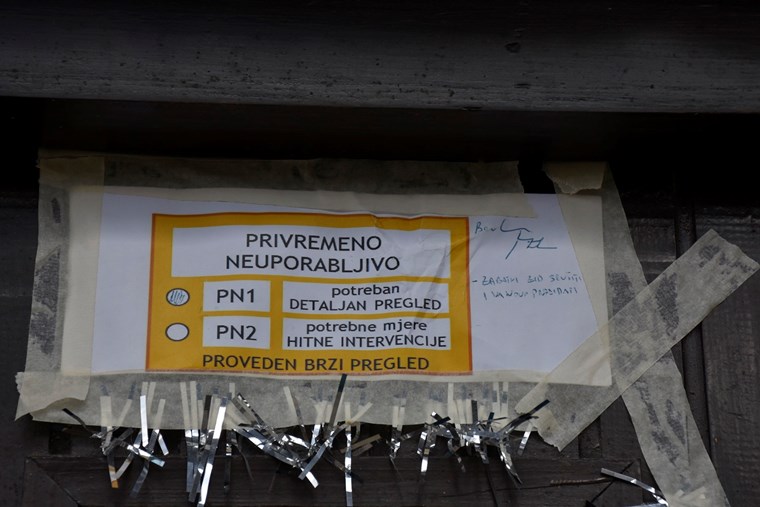 PRIVREMENO
NEUPORABLJIVO
PN1
potreban
DETALJAN PREGLED
PN2
potrebne mjere
HITNE INTERVENCIJE
PROVEDEN BRZI PREGLED